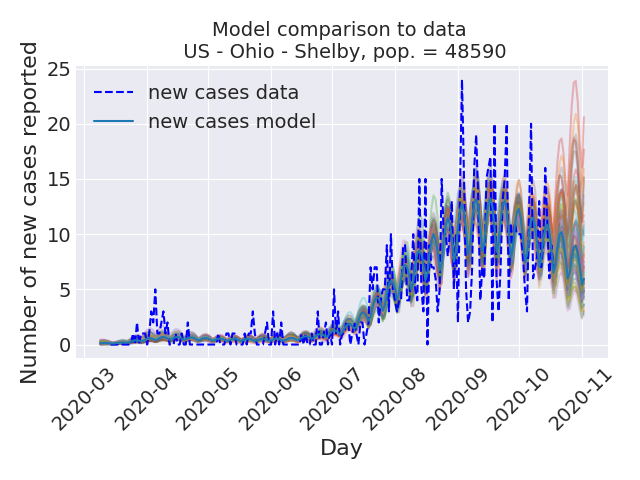 Model comparison to data
US - Ohio - Shelby, pop. = 48590
Number of new cases reported
25
20
15
10
5
0
new cases data
new cases model
2020-03
2020-04
2020-05
2020-06
2020-07
2020-08
2020-09
2020-10
2020-11
Day